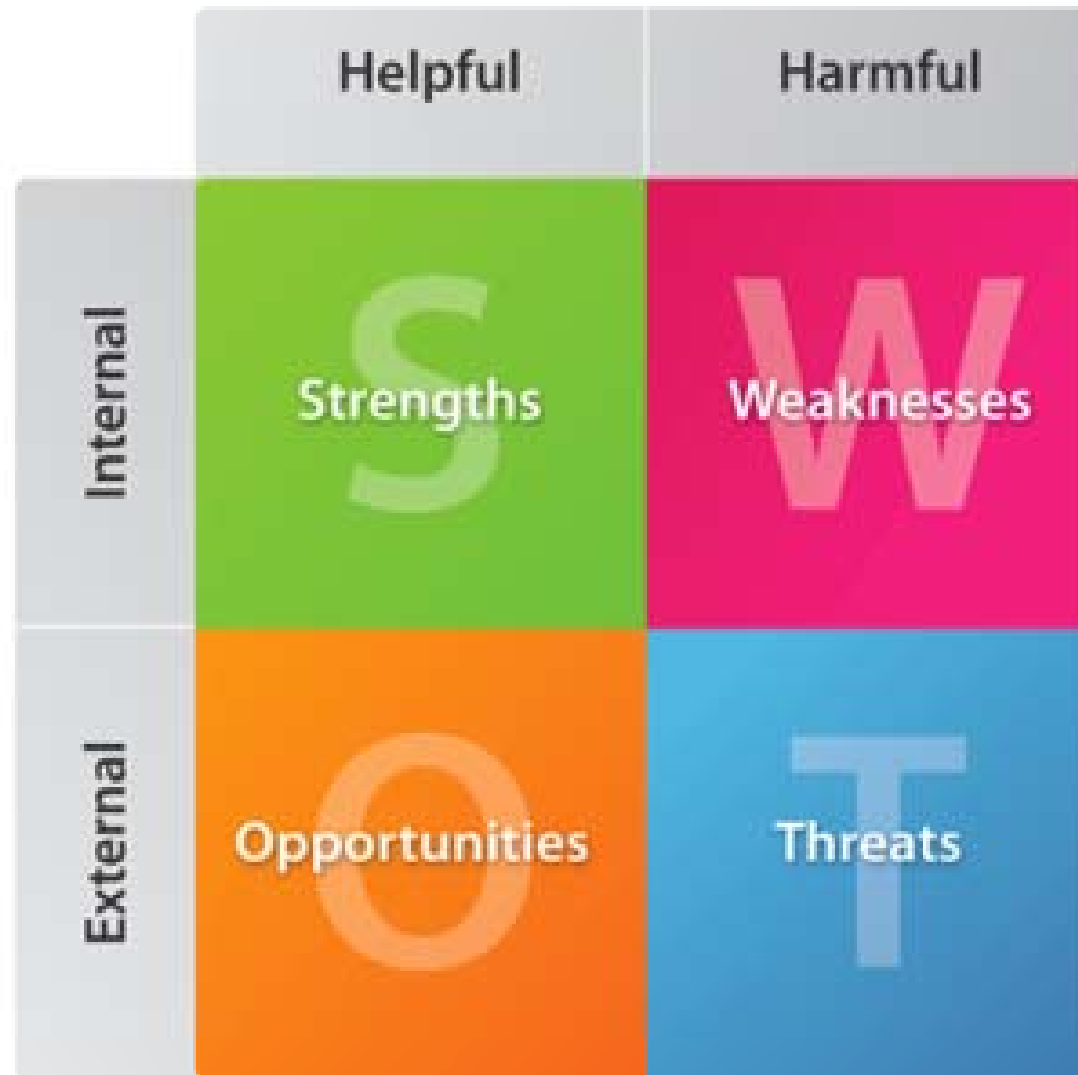 Helpful Harmful
Internal
S W
Strengths Weaknesses
External
O T
Opportunities Threats